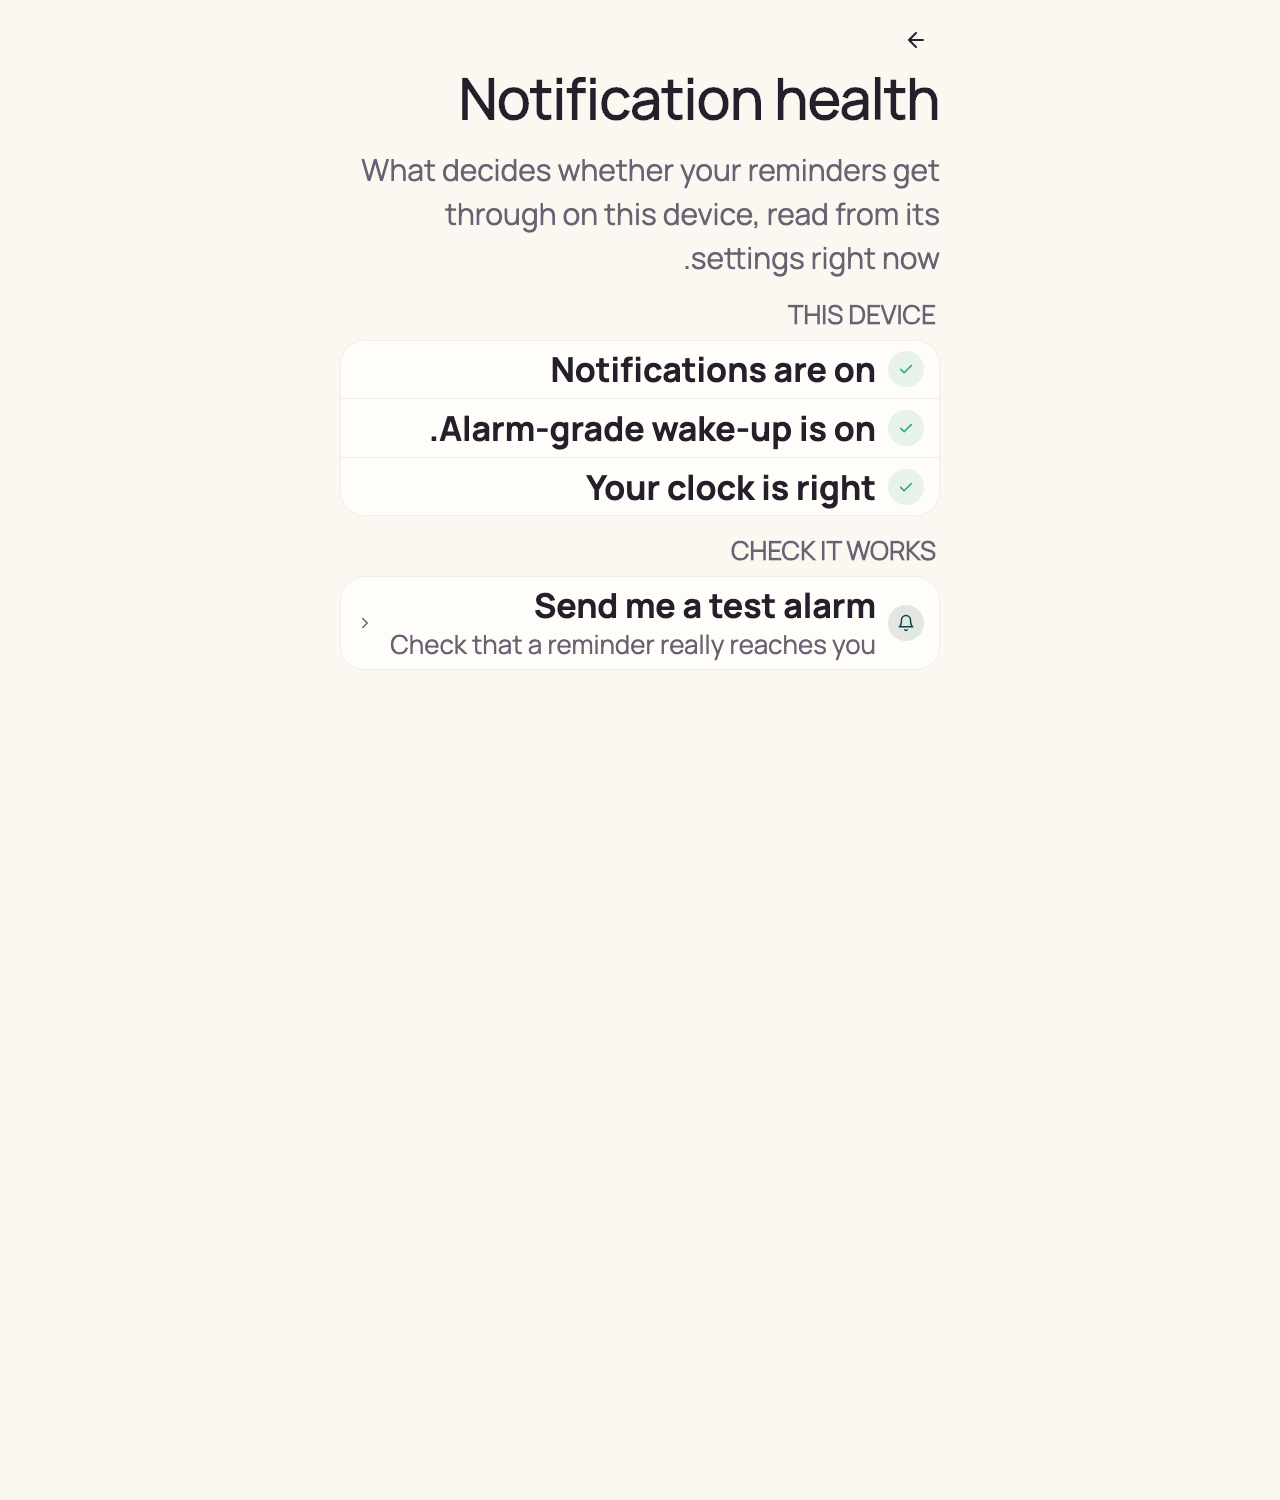 Notification health
What decides whether your reminders get
through on this device, read from its
.settings right now
THIS DEVICE
Notifications are on
.Alarm-grade wake-up is on
Your clock is right
CHECK IT WORKS
Send me a test alarm
Check that a reminder really reaches you